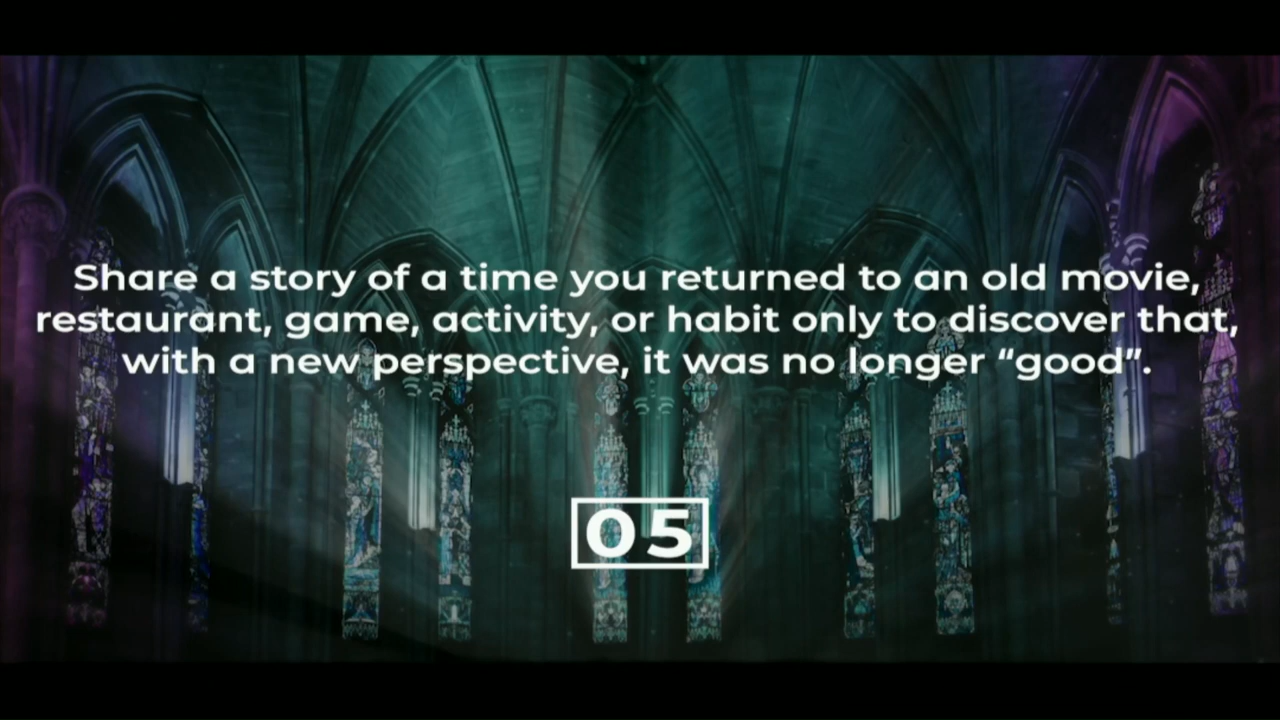 Share a story of a time you returned to an old movie,
restaurant, game, activity, or habit only to discover that,
with a new perspective, it was no longer “good”.
05